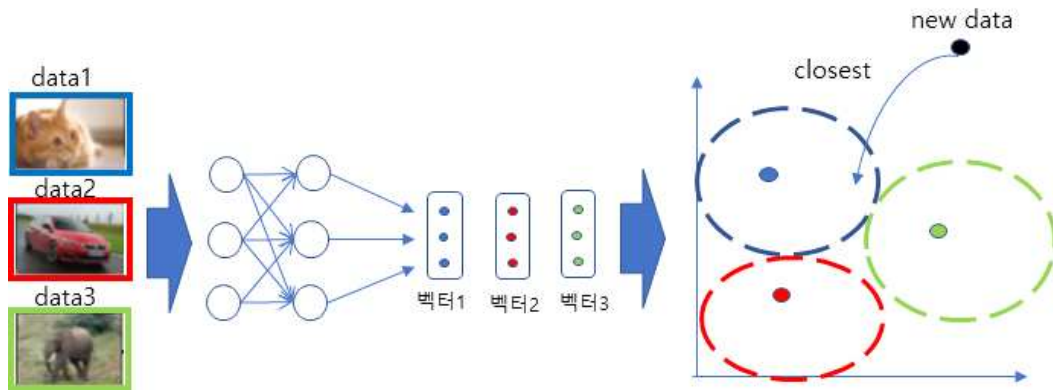 data1
data2
data3
벡터1
벡터2
벡터3
new data
closest